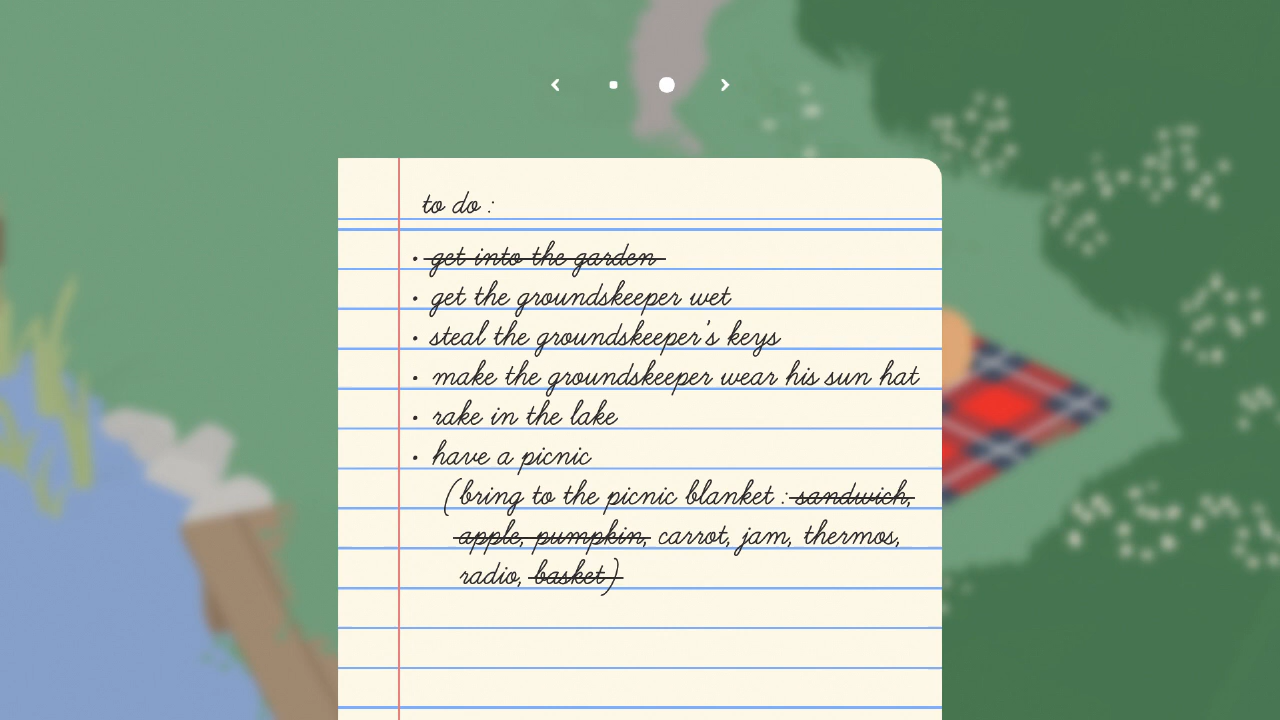 to do :
• get into the garden
• get the groundskeeper wet
• steal the groundskeeper's keys
• make the groundskeeper wear his sun hat
• rake in the lake
• have a picnic
(bring to the picnic blanket : sandwich,
apple, pumpkin, carrot, jam, thermos,
radio, basket)